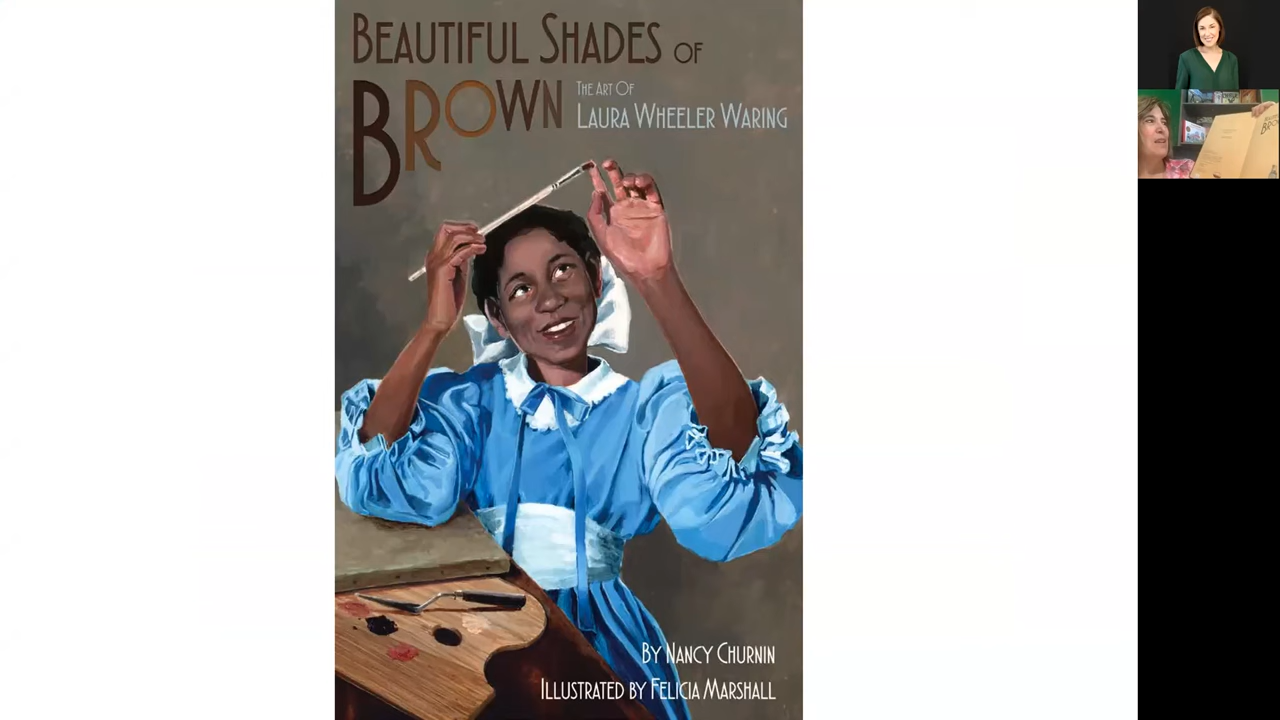 BEAUTIFUL SHADES OF
BROWN
THE ART OF
LAURA WHEELER WARING
BY NANCY CHURNIN
ILLUSTRATED BY FELICIA MARSHALL